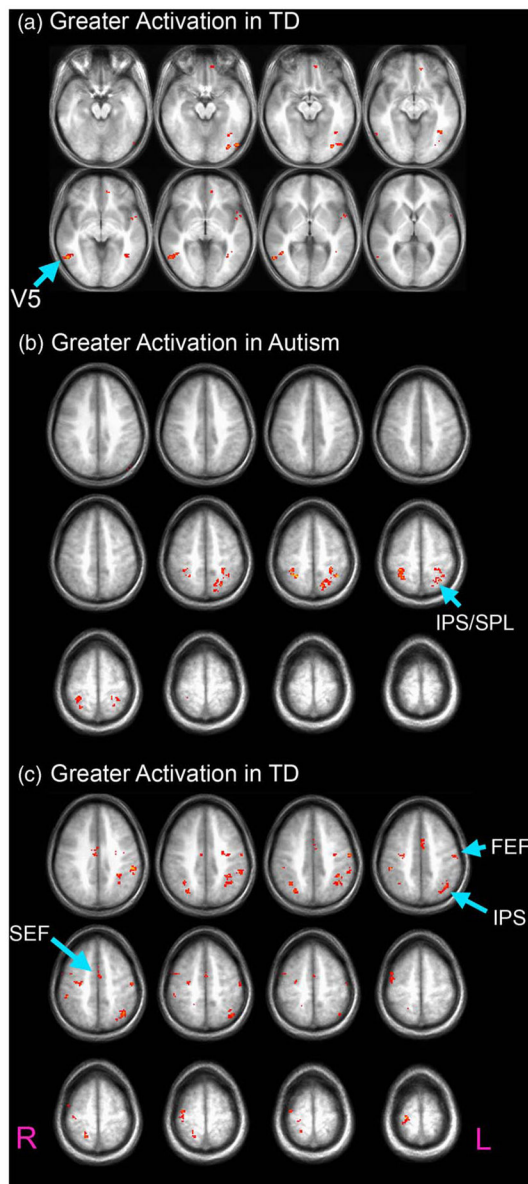 (a) Greater Activation in TD
V5
(b) Greater Activation in Autism
IPS/SPL
(c) Greater Activation in TD
FEF
IPS
SEF
R
L